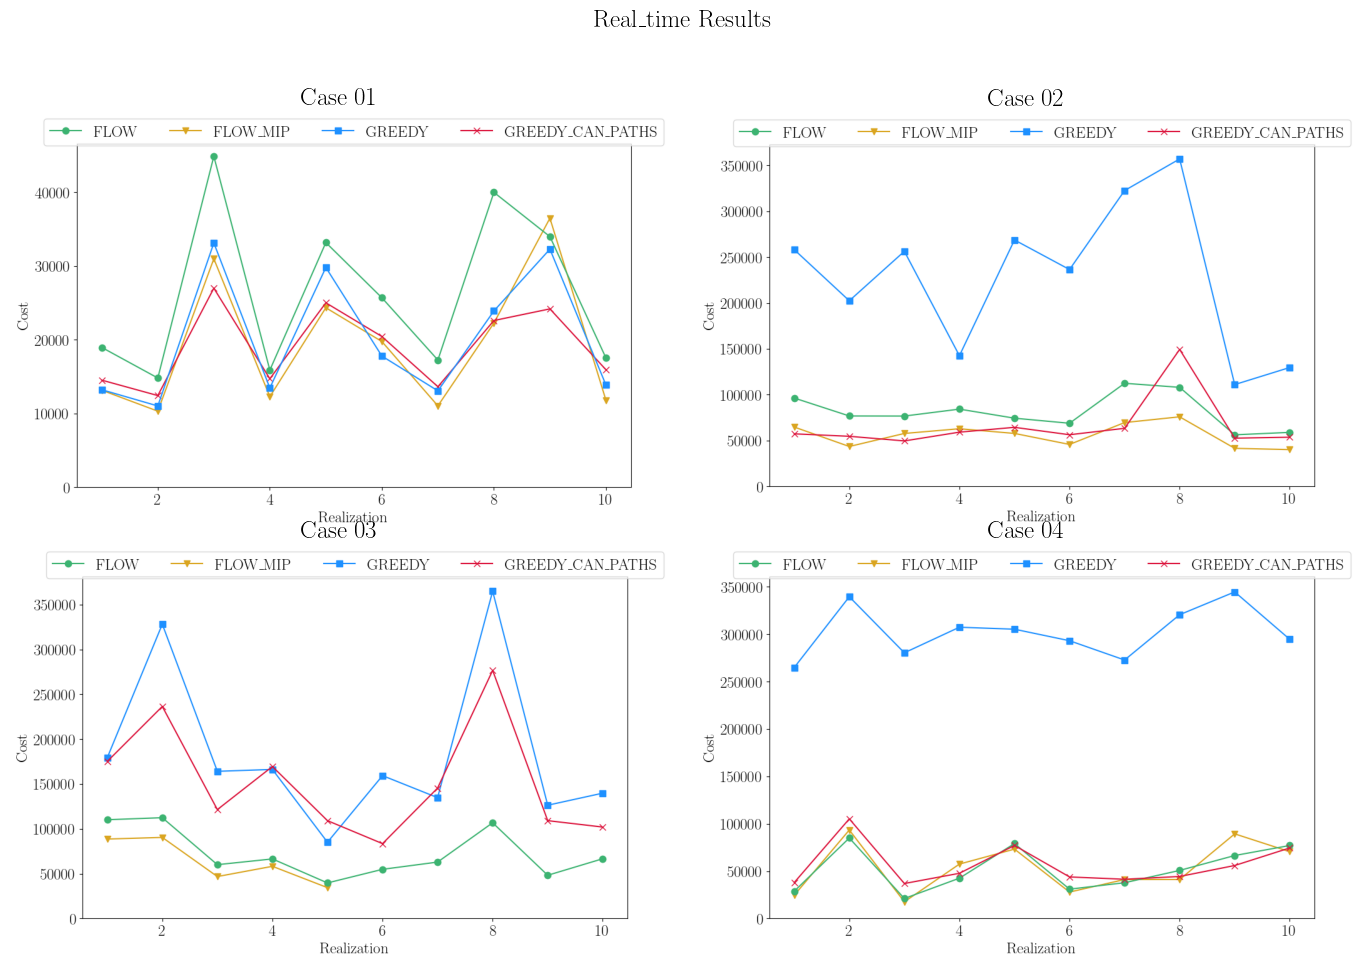 Real_time Results
Case 01
FLOW FLOW_MIP GREEDY GREEDY_CAN_PATHS
40000
30000
20000
10000
0
Cost
2 4 6 8 10
Realization
Case 02
FLOW FLOW_MIP GREEDY GREEDY_CAN_PATHS
350000
300000
250000
200000
150000
100000
50000
0
Cost
2 4 6 8 10
Realization
Case 03
FLOW FLOW_MIP GREEDY GREEDY_CAN_PATHS
350000
300000
250000
200000
150000
100000
50000
0
Cost
2 4 6 8 10
Realization
Case 04
FLOW FLOW_MIP GREEDY GREEDY_CAN_PATHS
350000
300000
250000
200000
150000
100000
50000
0
Cost
2 4 6 8 10
Realization